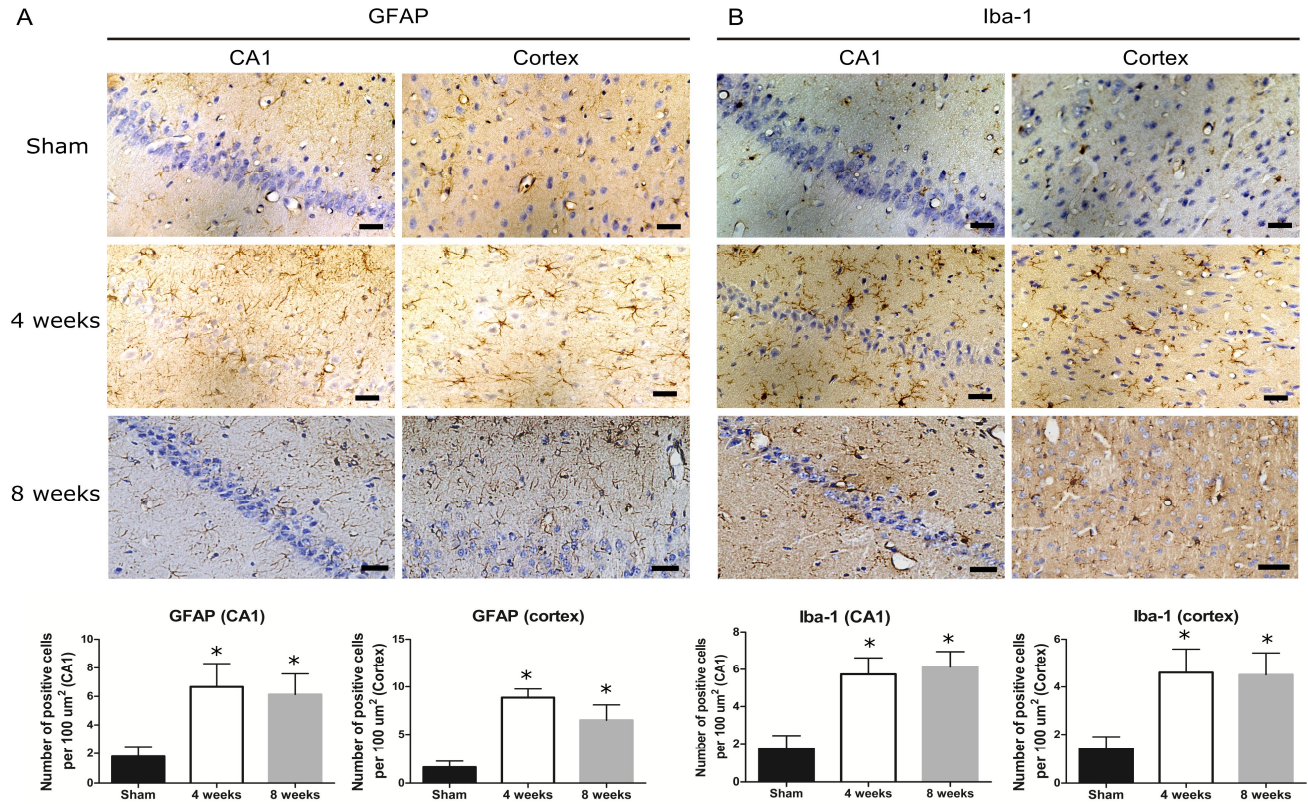 A
GFAP
B
Iba-1
CA1
Cortex
CA1
Cortex
Sham
4 weeks
8 weeks
GFAP (CA1)
Number of positive cells
per 100 um² (CA1)
10
8
6
4
2
0
Sham
4 weeks
8 weeks
*
*
GFAP (cortex)
Number of positive cells
per 100 um² (Cortex)
15
10
5
0
Sham
4 weeks
8 weeks
*
*
Iba-1 (CA1)
Number of positive cells
per 100 um² (CA1)
8
6
4
2
0
Sham
4 weeks
8 weeks
*
*
Iba-1 (cortex)
Number of positive cells
per 100 um² (Cortex)
6
4
2
0
Sham
4 weeks
8 weeks
*
*